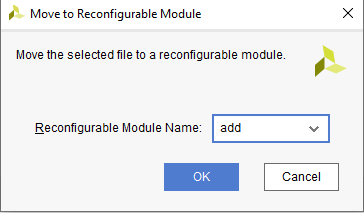 Move to Reconfigurable Module
Move the selected file to a reconfigurable module.
Reconfigurable Module Name: add
OK Cancel